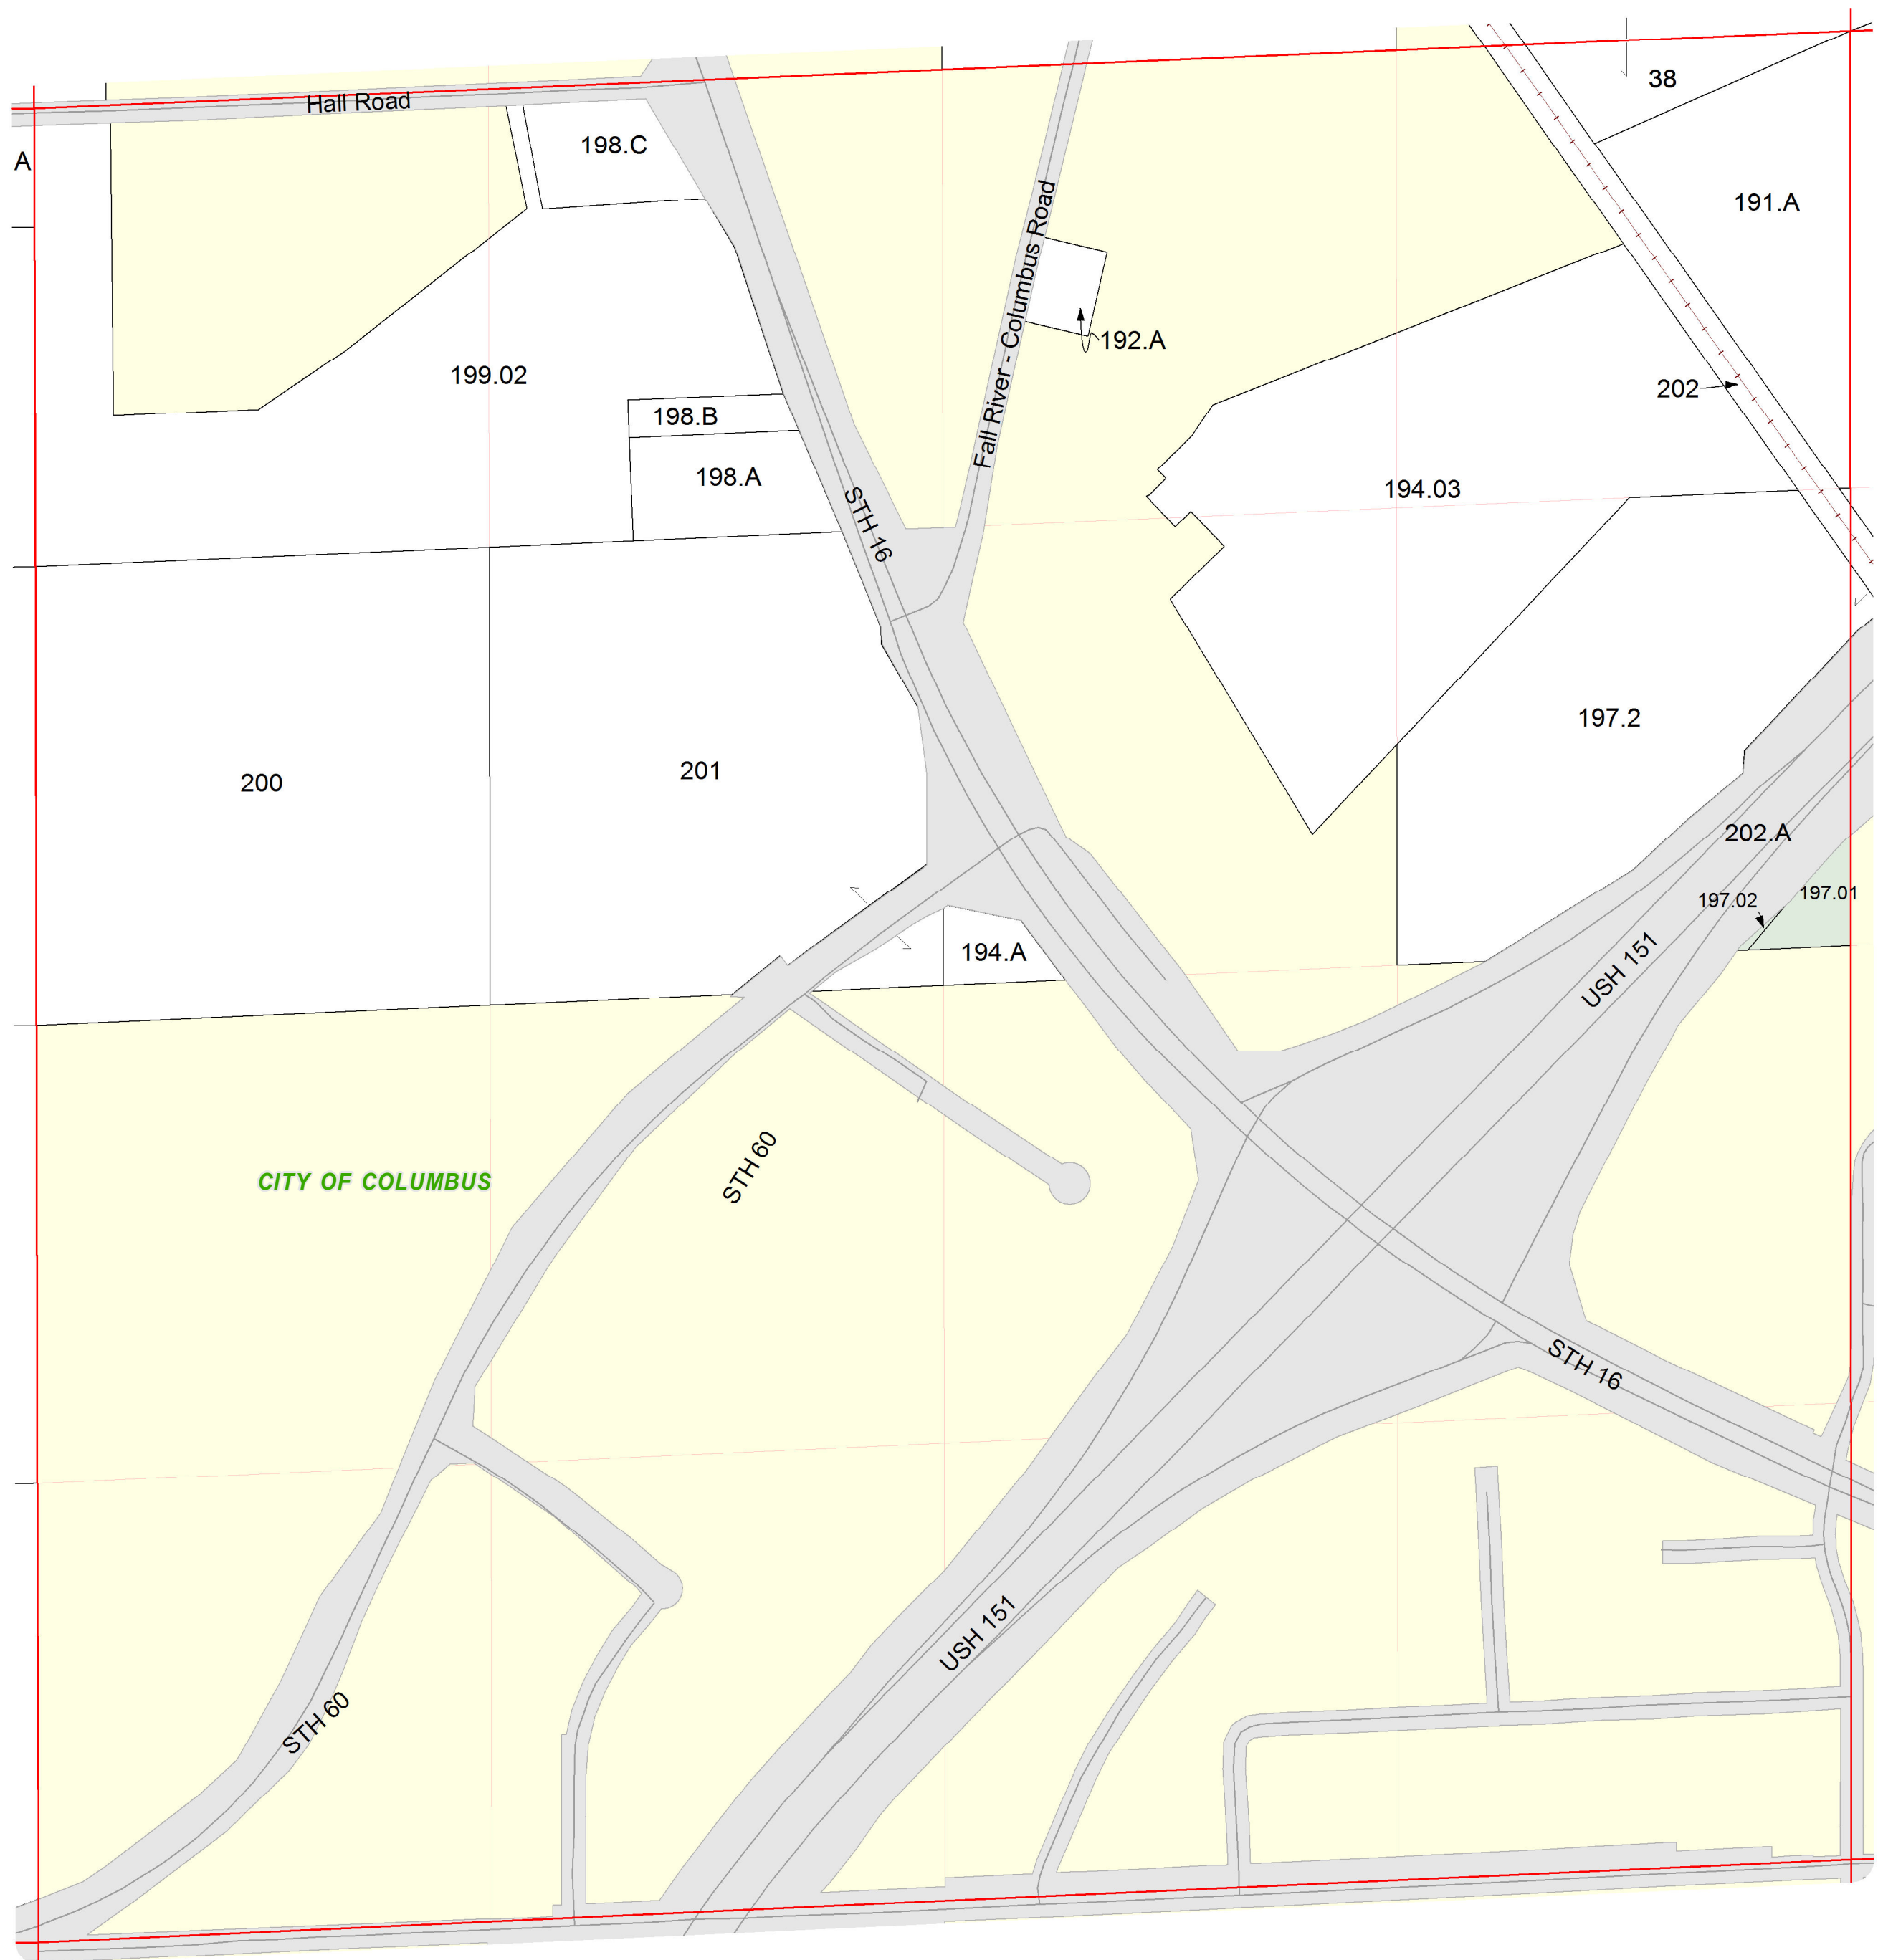 38
Hall Road
198.C
A
191.A
Fall River - Columbus Road
192.A
199.02
202
198.B
198.A
194.03
STH 16
197.2
201
200
202.A
197.01
197.02
194.A
USH 151
STH 60
CITY OF COLUMBUS
STH 16
USH 151
STH 60